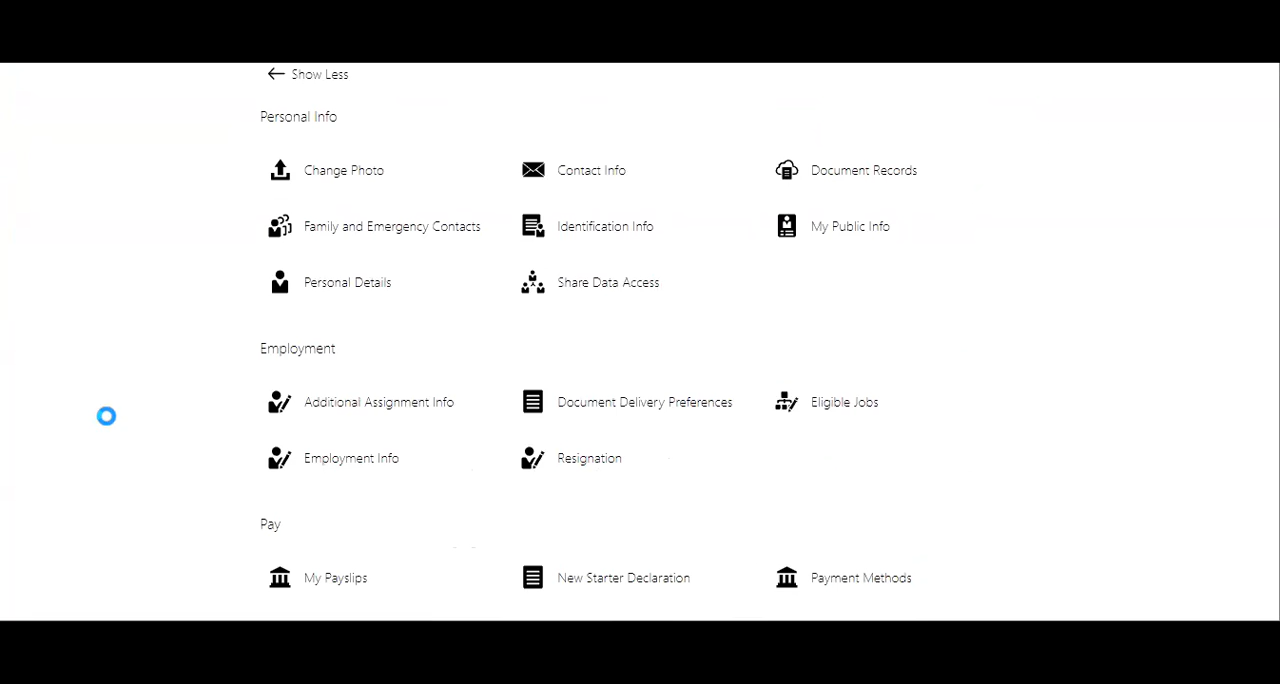 Show Less
Personal Info
Change Photo
Contact Info
Document Records
Family and Emergency Contacts
Identification Info
My Public Info
Personal Details
Share Data Access
Employment
Additional Assignment Info
Document Delivery Preferences
Eligible Jobs
Employment Info
Resignation
Pay
My Payslips
New Starter Declaration
Payment Methods